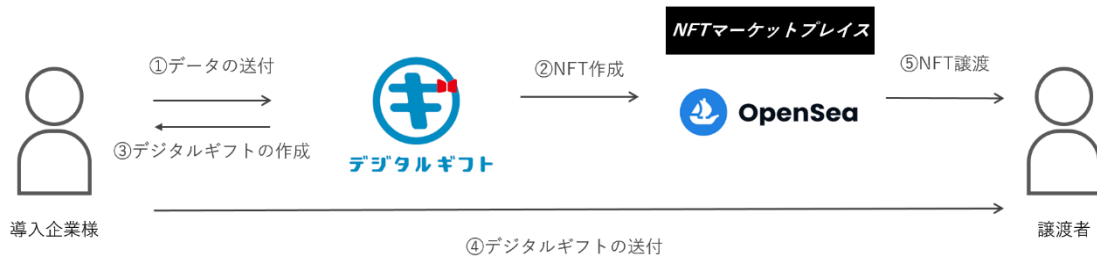 NFTマーケットプレイス
①データの送付
②NFT作成
⑤NFT譲渡
キ
OpenSea
③デジタルギフトの作成
デジタルギフト
導入企業様
譲渡者
④デジタルギフトの送付